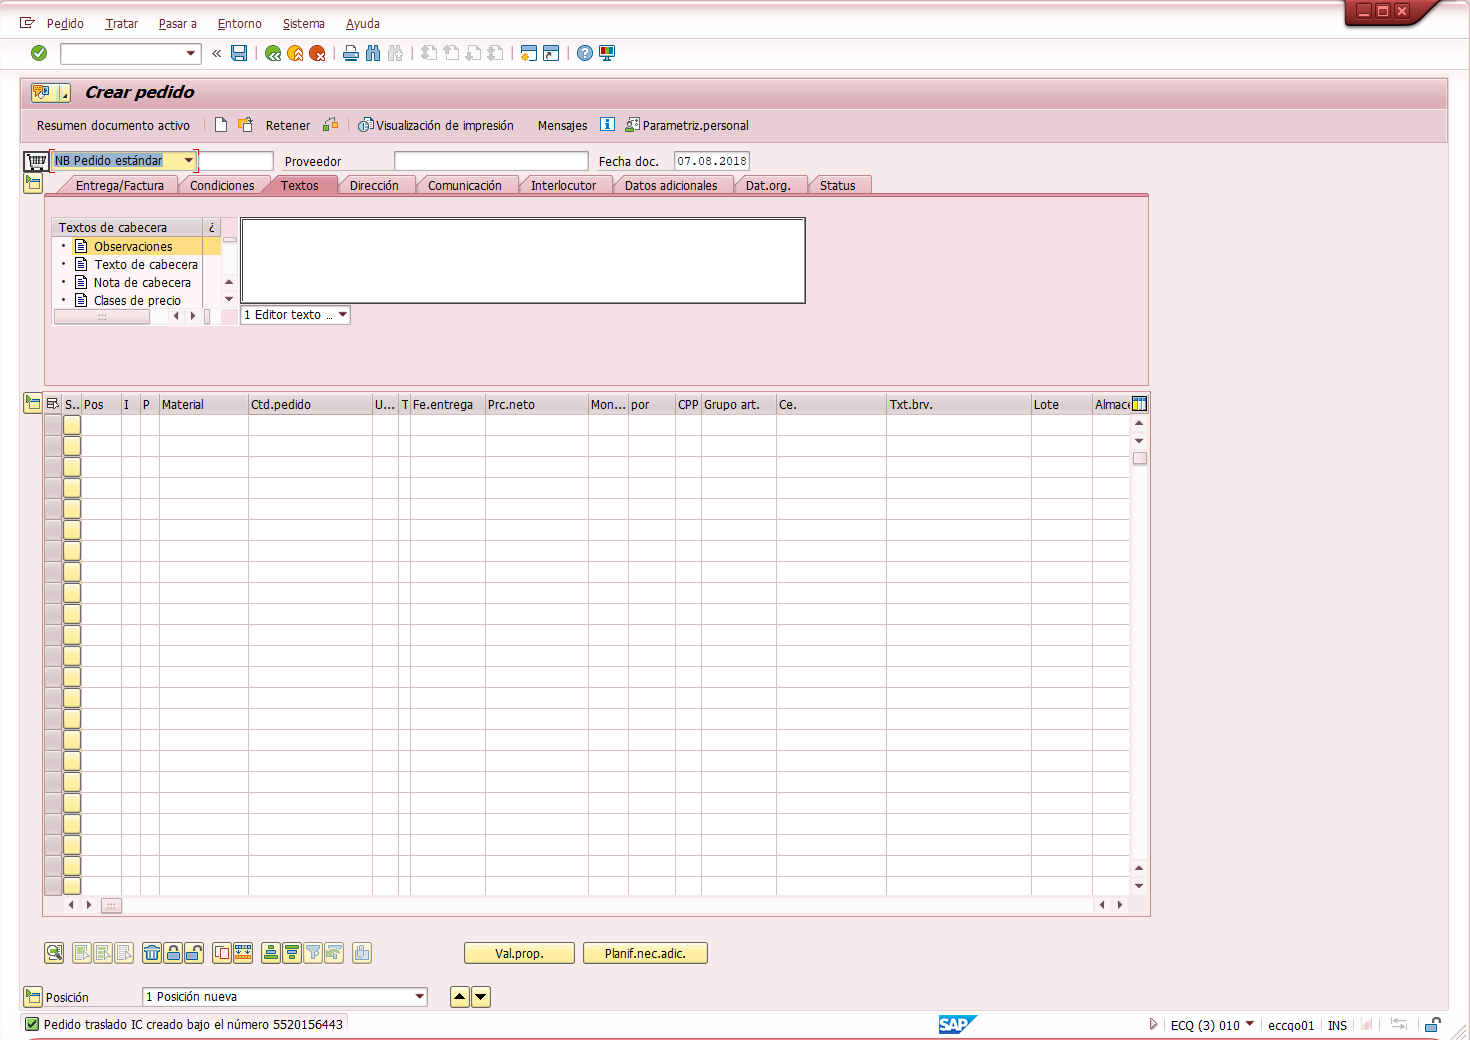 Pedido Tratar Pasar a Entorno Sistema Ayuda
Crear pedido
Resumen documento activo Retener Visualización de impresión Mensajes Parametriz.personal
NB Pedido estándar Proveedor Fecha doc. 07.08.2018
Entrega/Factura Condiciones Textos Dirección Comunicación Interlocutor Datos adicionales Dat.org. Status
Textos de cabecera ¿
Observaciones
Texto de cabecera
Nota de cabecera
Clases de precio
1 Editor texto ..
S.. Pos I P Material Ctd.pedido U... T Fe.entrega Prc.neto Mon... por CPP Grupo art. Ce. Txt.brv. Lote Almace
Val.prop. Planif.nec.adic.
Posición 1 Posición nueva
Pedido traslado IC creado bajo el número 5520156443 SAP ECQ (3) 010 eccqo01 INS